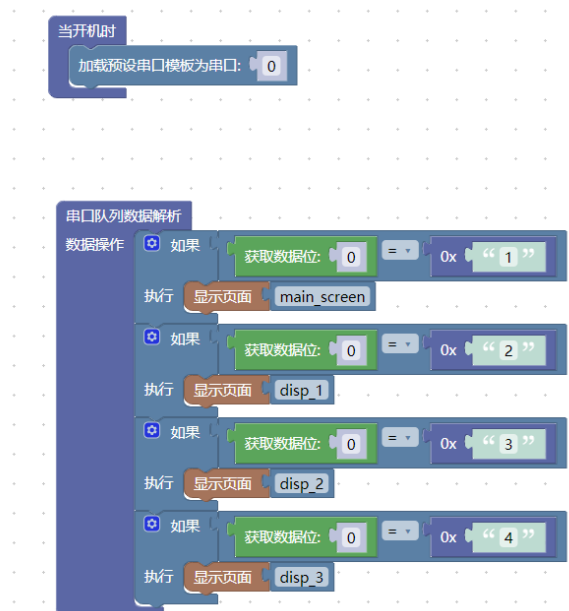 当开机时
加载预设串口模板为串口: 0
串口队列数据解析
数据操作 如果 获取数据位: 0 = 0x “ 1 ”
执行 显示页面 main_screen
如果 获取数据位: 0 = 0x “ 2 ”
执行 显示页面 disp_1
如果 获取数据位: 0 = 0x “ 3 ”
执行 显示页面 disp_2
如果 获取数据位: 0 = 0x “ 4 ”
执行 显示页面 disp_3